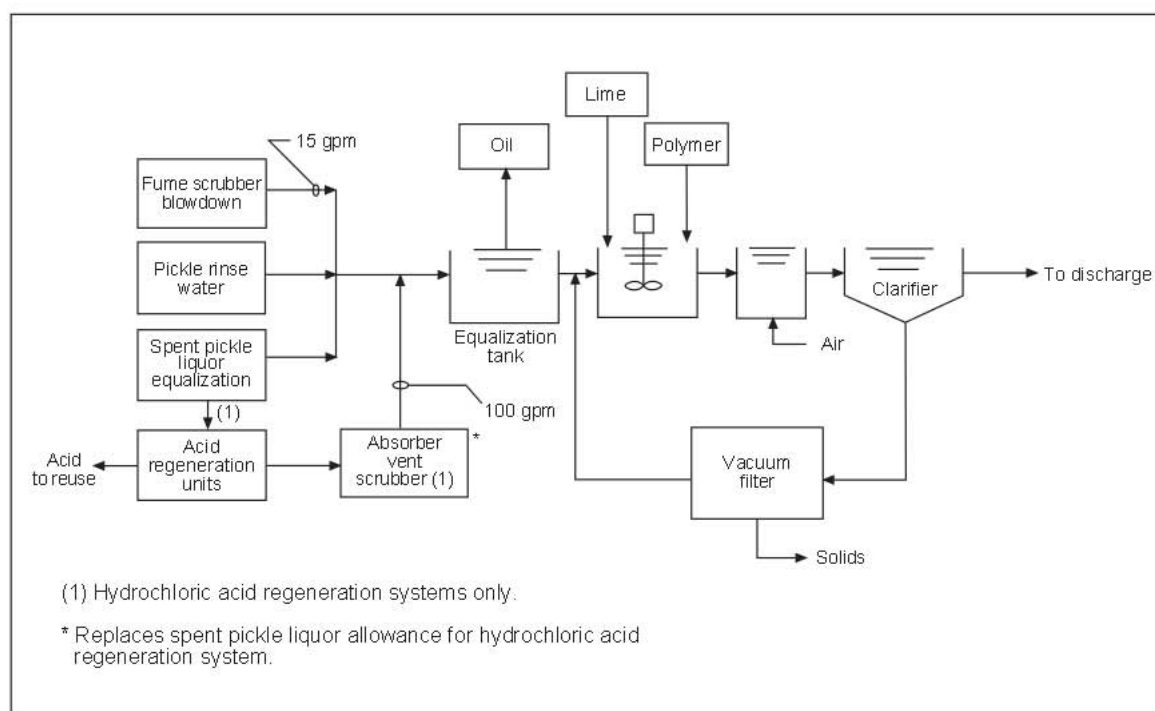 Lime
15 gpm
Oil
Polymer
Fume scrubber
blowdown
Pickle rinse
water
Spent pickle
liquor
equalization
Equalization
tank
Air
Clarifier
To discharge
(1)
100 gpm
Acid
to reuse
Acid
regeneration
units
Absorber
vent
scrubber (1)
*
Vacuum
filter
Solids
(1) Hydrochloric acid regeneration systems only.
* Replaces spent pickle liquor allowance for hydrochloric acid
regeneration system.